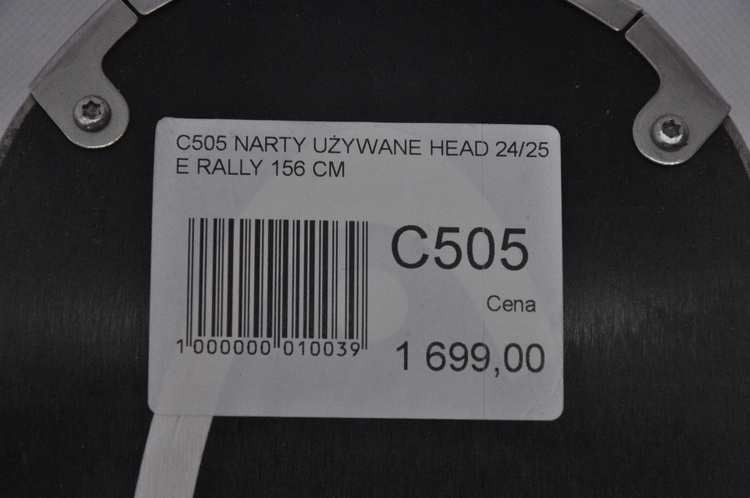 C505 NARTY UŻYWANE HEAD 24/25
E RALLY 156 CM
C505
Cena
1 699,00
1 000000 010039